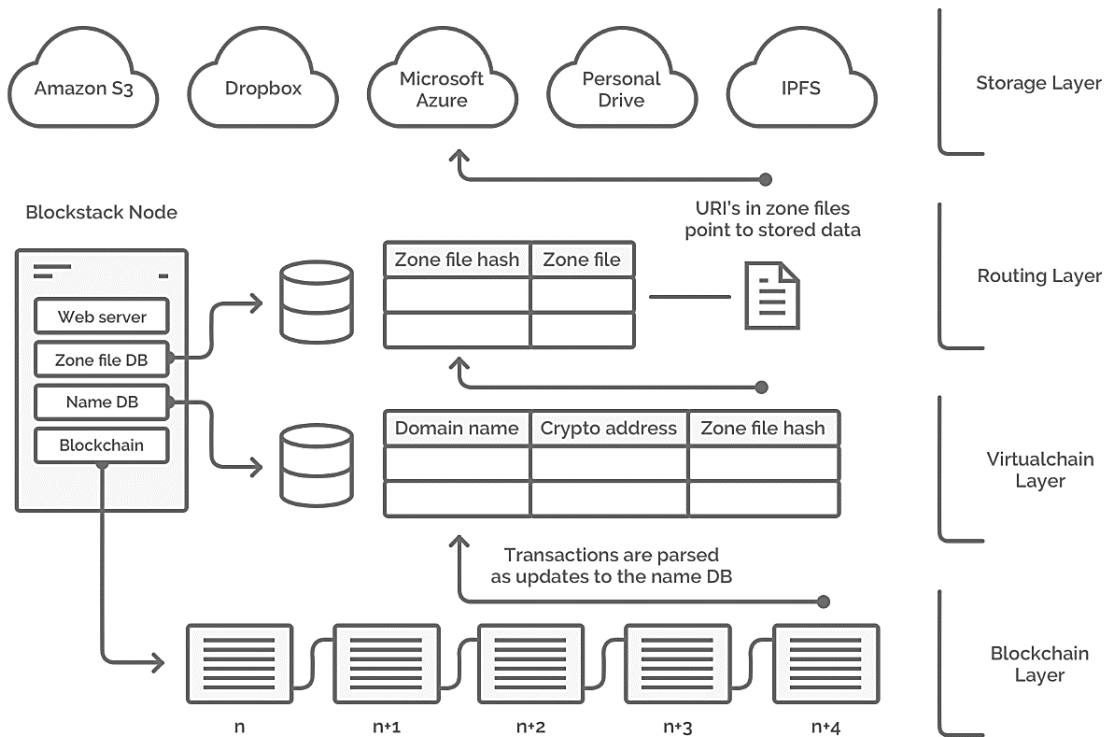 Amazon S3
Dropbox
Microsoft
Azure
Personal
Drive
IPFS
Storage Layer
Blockstack Node
URI's in zone files
point to stored data
Web server
Zone file DB
Name DB
Blockchain
Zone file hash
Zone file
Routing Layer
Domain name
Crypto address
Zone file hash
Virtualchain
Layer
Transactions are parsed
as updates to the name DB
Blockchain
Layer
n
n+1
n+2
n+3
n+4